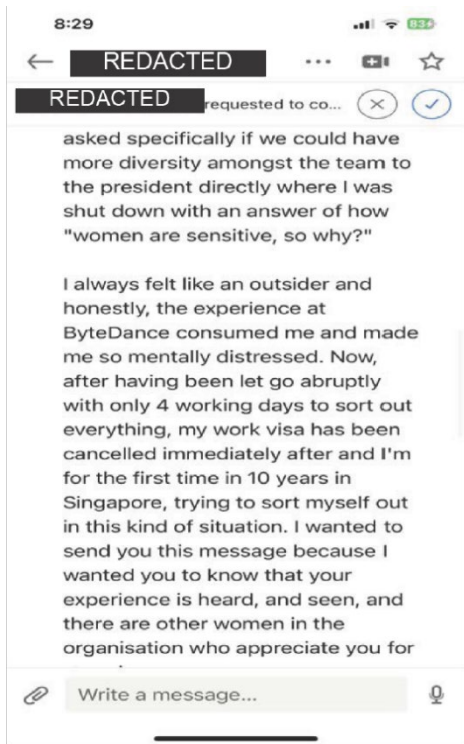 8:29
83
REDACTED
REDACTED requested to co...
asked specifically if we could have
more diversity amongst the team to
the president directly where I was
shut down with an answer of how
"women are sensitive, so why?"
I always felt like an outsider and
honestly, the experience at
ByteDance consumed me and made
me so mentally distressed. Now,
after having been let go abruptly
with only 4 working days to sort out
everything, my work visa has been
cancelled immediately after and I'm
for the first time in 10 years in
Singapore, trying to sort myself out
in this kind of situation. I wanted to
send you this message because I
wanted you to know that your
experience is heard, and seen, and
there are other women in the
organisation who appreciate you for
Write a message...